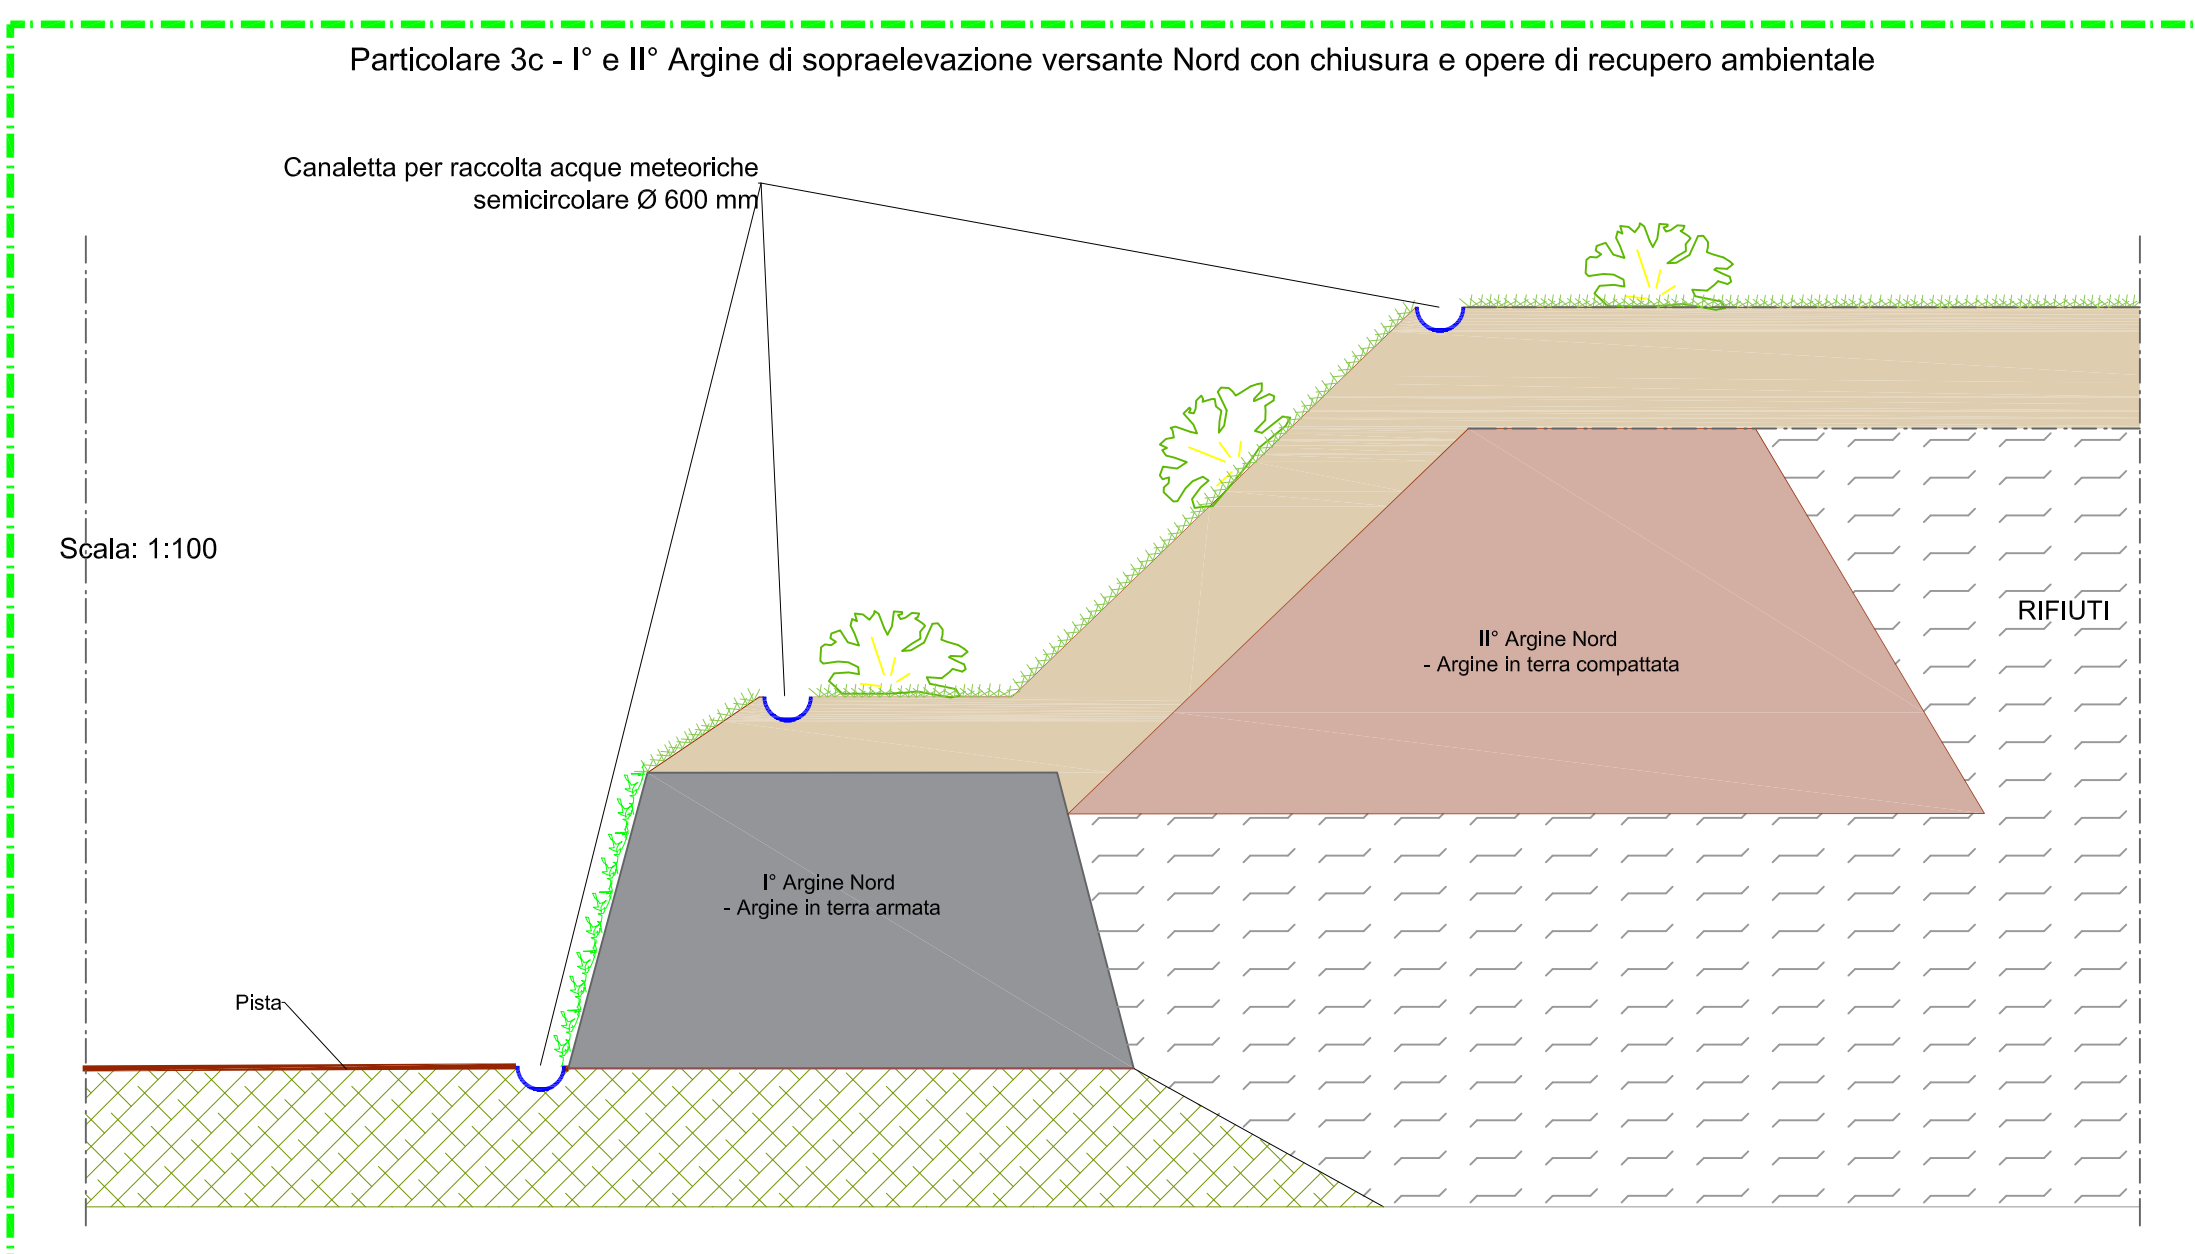 Particolare 3c - I° e II° Argine di sopraelevazione versante Nord con chiusura e opere di recupero ambientale
Canaletta per raccolta acque meteoriche
semicircolare Ø 600 mm
Scala: 1:100
RIFIUTI
II° Argine Nord
- Argine in terra compattata
I° Argine Nord
- Argine in terra armata
Pista